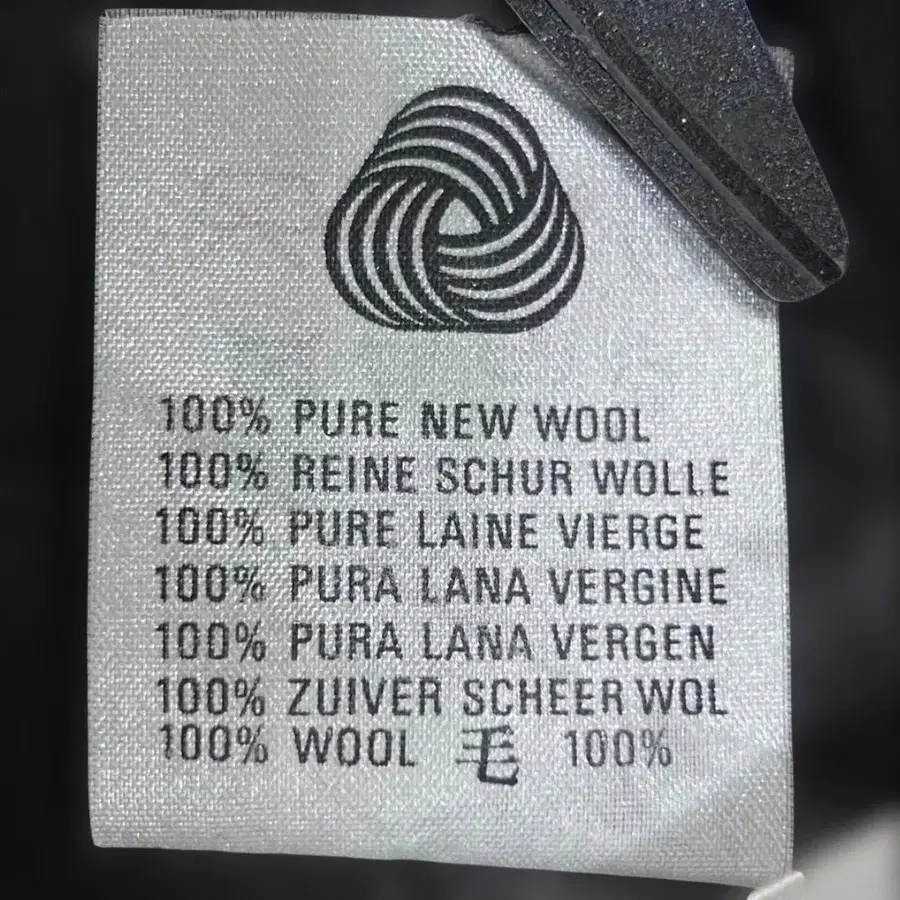 100% PURE NEW WOOL
100% REINE SCHUR WOLLE
100% PURE LAINE VIERGE
100% PURA LANA VERGINE
100% PURA LANA VERGEN
100% ZUIVER SCHEER WOL
100% WOOL 毛 100%